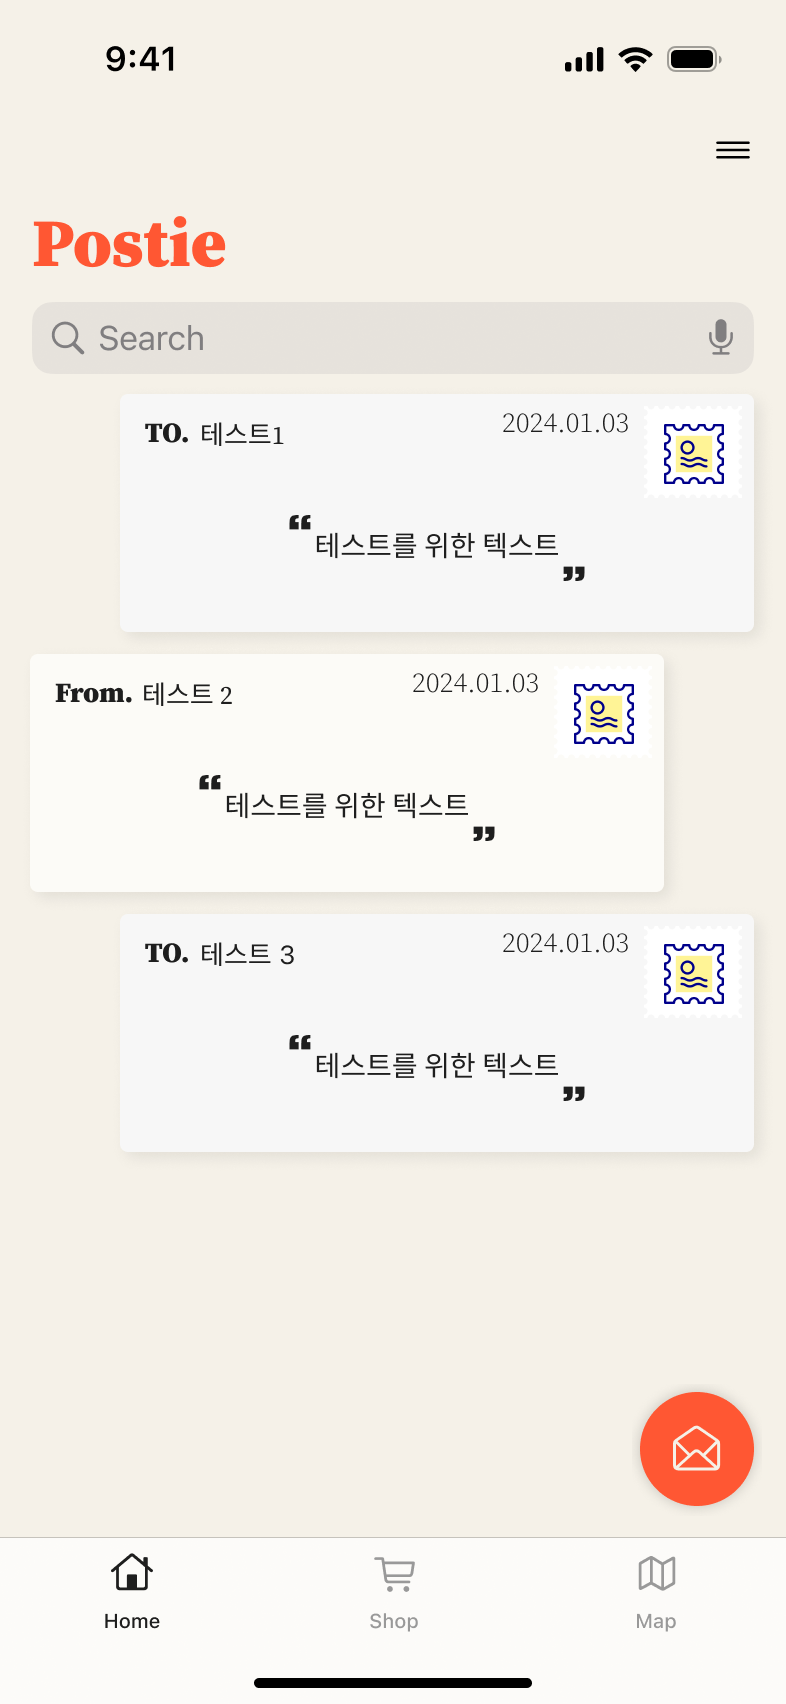 9:41
Postie
Search
TO. 테스트1 2024.01.03
❝ 테스트를 위한 텍스트 ❞
From. 테스트 2 2024.01.03
❝ 테스트를 위한 텍스트 ❞
TO. 테스트 3 2024.01.03
❝ 테스트를 위한 텍스트 ❞
Home Shop Map